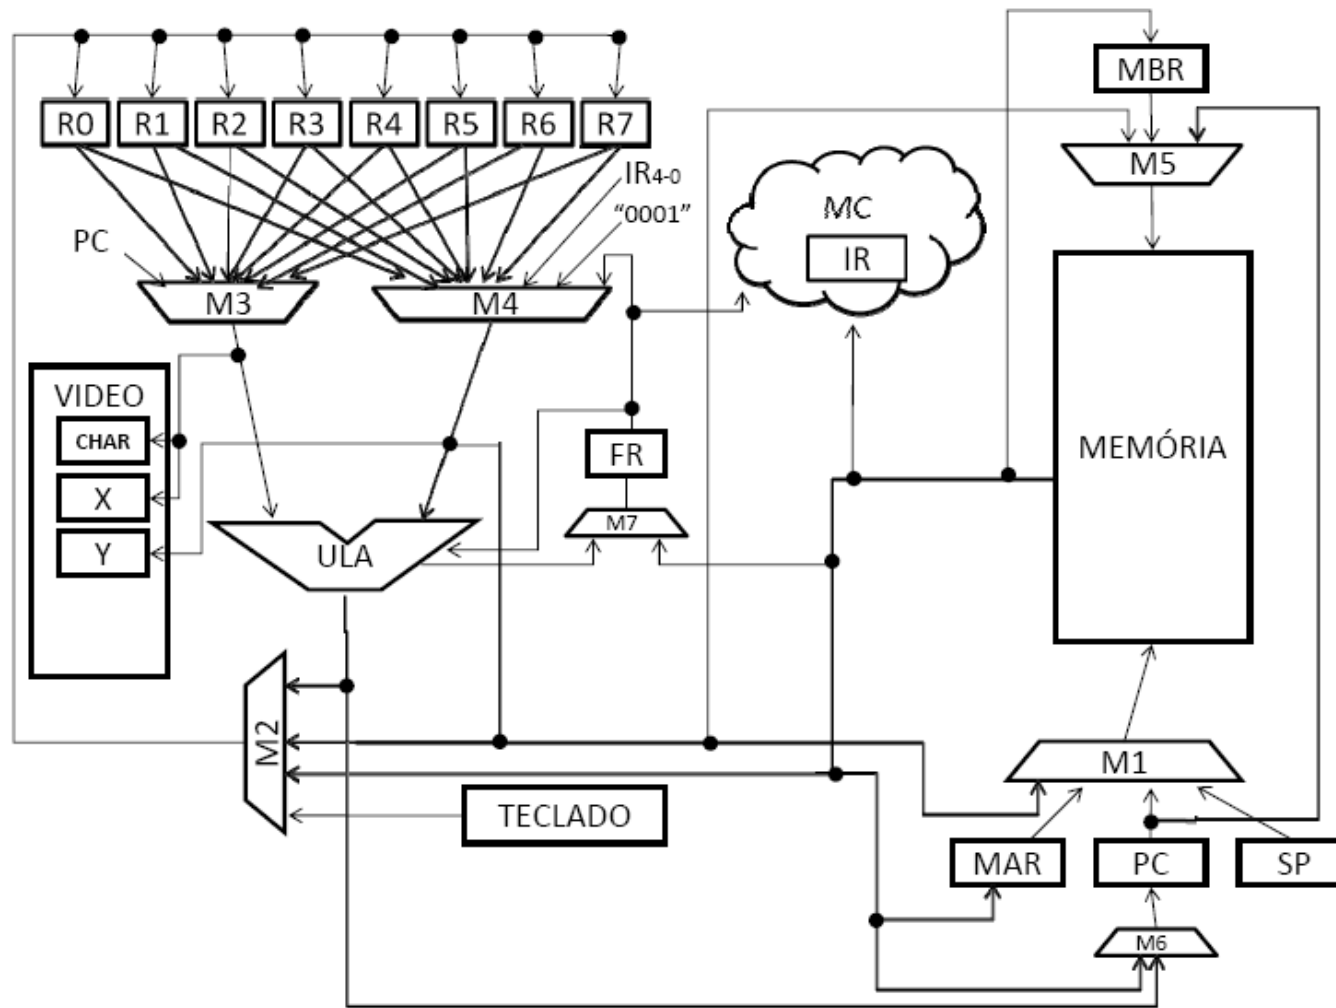 MBR
R0 R1 R2 R3 R4 R5 R6 R7
M5
IR4-0
"0001"
MC
PC
IR
M3
M4
VIDEO
CHAR
FR
MEMÓRIA
X
M7
Y
ULA
M2
M1
TECLADO
MAR
PC
SP
M6